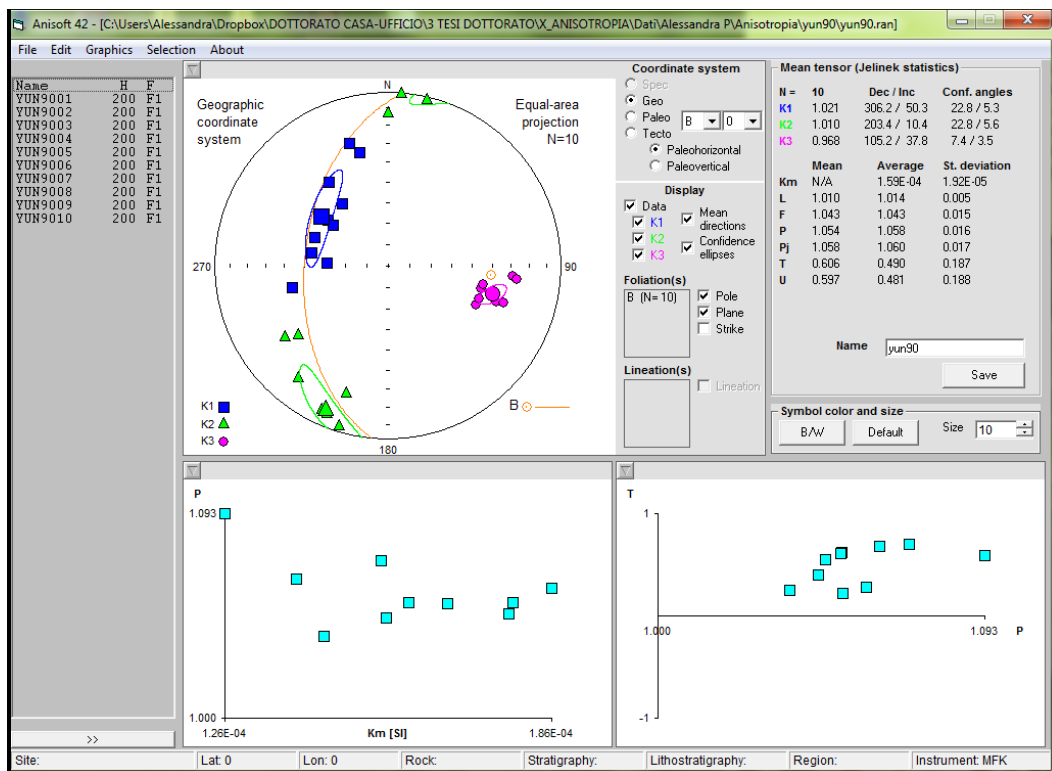 Anisoft 42 - [C:\Users\Alessandra\Dropbox\DOTTORATO CASA-UFFICIO\3 TESI DOTTORATO\X_ANISOTROPIA\Dati\Alessandra P\Anisotropia\yun90\yun90.ran]
File Edit Graphics Selection About
Name H F
YUN9001 200 F1
YUN9002 200 F1
YUN9003 200 F1
YUN9004 200 F1
YUN9005 200 F1
YUN9006 200 F1
YUN9007 200 F1
YUN9008 200 F1
YUN9009 200 F1
YUN9010 200 F1
>>
Geographic
coordinate
system
N
Equal-area
projection
N=10
270
90
180
K1
K2
K3
B
Coordinate system
Spec
Geo
Paleo B 0
Tecto
Paleohorizontal
Paleovertical
Display
Data
K1
K2
K3
Mean
directions
Confidence
ellipses
Foliation(s)
B (N= 10)
Pole
Plane
Strike
Lineation(s)
Lineation
Mean tensor (Jelinek statistics)
N = 10 Dec / Inc Conf. angles
K1 1.021 306.2 / 50.3 22.8 / 5.3
K2 1.010 203.4 / 10.4 22.8 / 5.6
K3 0.968 105.2 / 37.8 7.4 / 3.5
Mean Average St. deviation
Km N/A 1.59E-04 1.92E-05
L 1.010 1.014 0.005
F 1.043 1.043 0.015
P 1.054 1.058 0.016
Pj 1.058 1.060 0.017
T 0.606 0.490 0.187
U 0.597 0.481 0.188
Name yun90
Save
Symbol color and size
B/W Default Size 10
P
1.093
1.000
1.26E-04 Km [SI] 1.86E-04
T
1
1.000 1.093 P
-1
Site: Lat: 0 Lon: 0 Rock: Stratigraphy: Lithostratigraphy: Region: Instrument: MFK